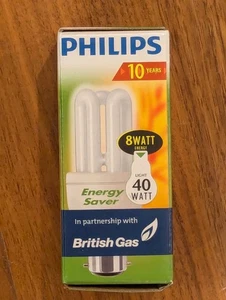 PHILIPS
10 YEARS
8WATT
ENERGY
LIGHT
40
WATT
Energy
Saver
In partnership with
British Gas